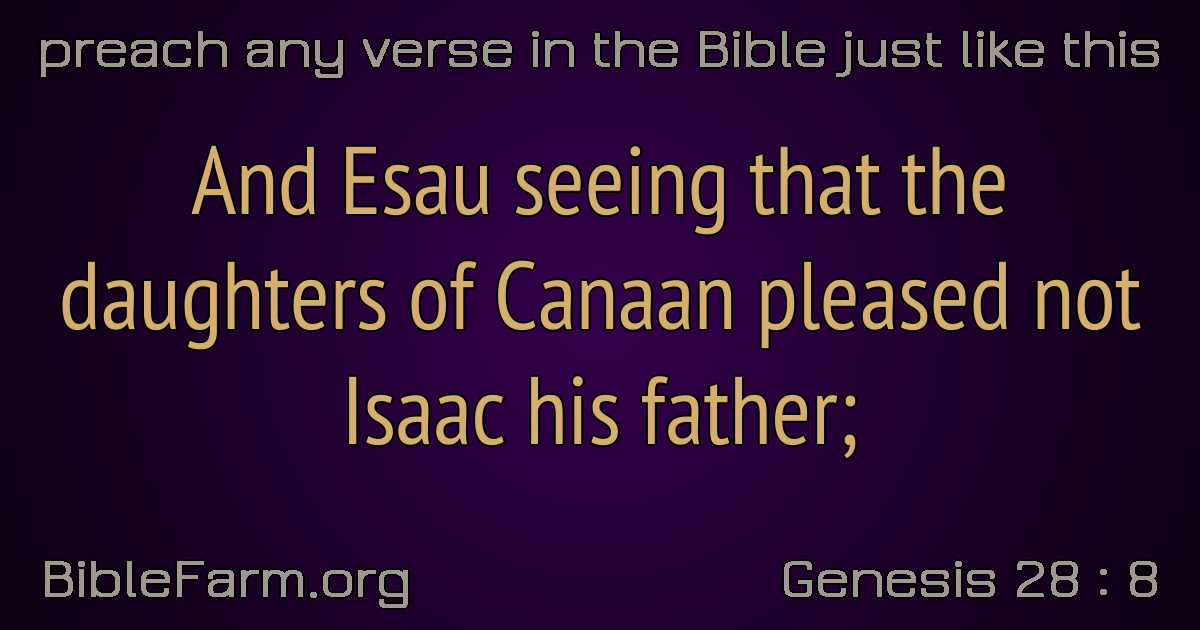 preach any verse in the Bible just like this
And Esau seeing that the
daughters of Canaan pleased not
Isaac his father;
BibleFarm.org
Genesis 28 : 8